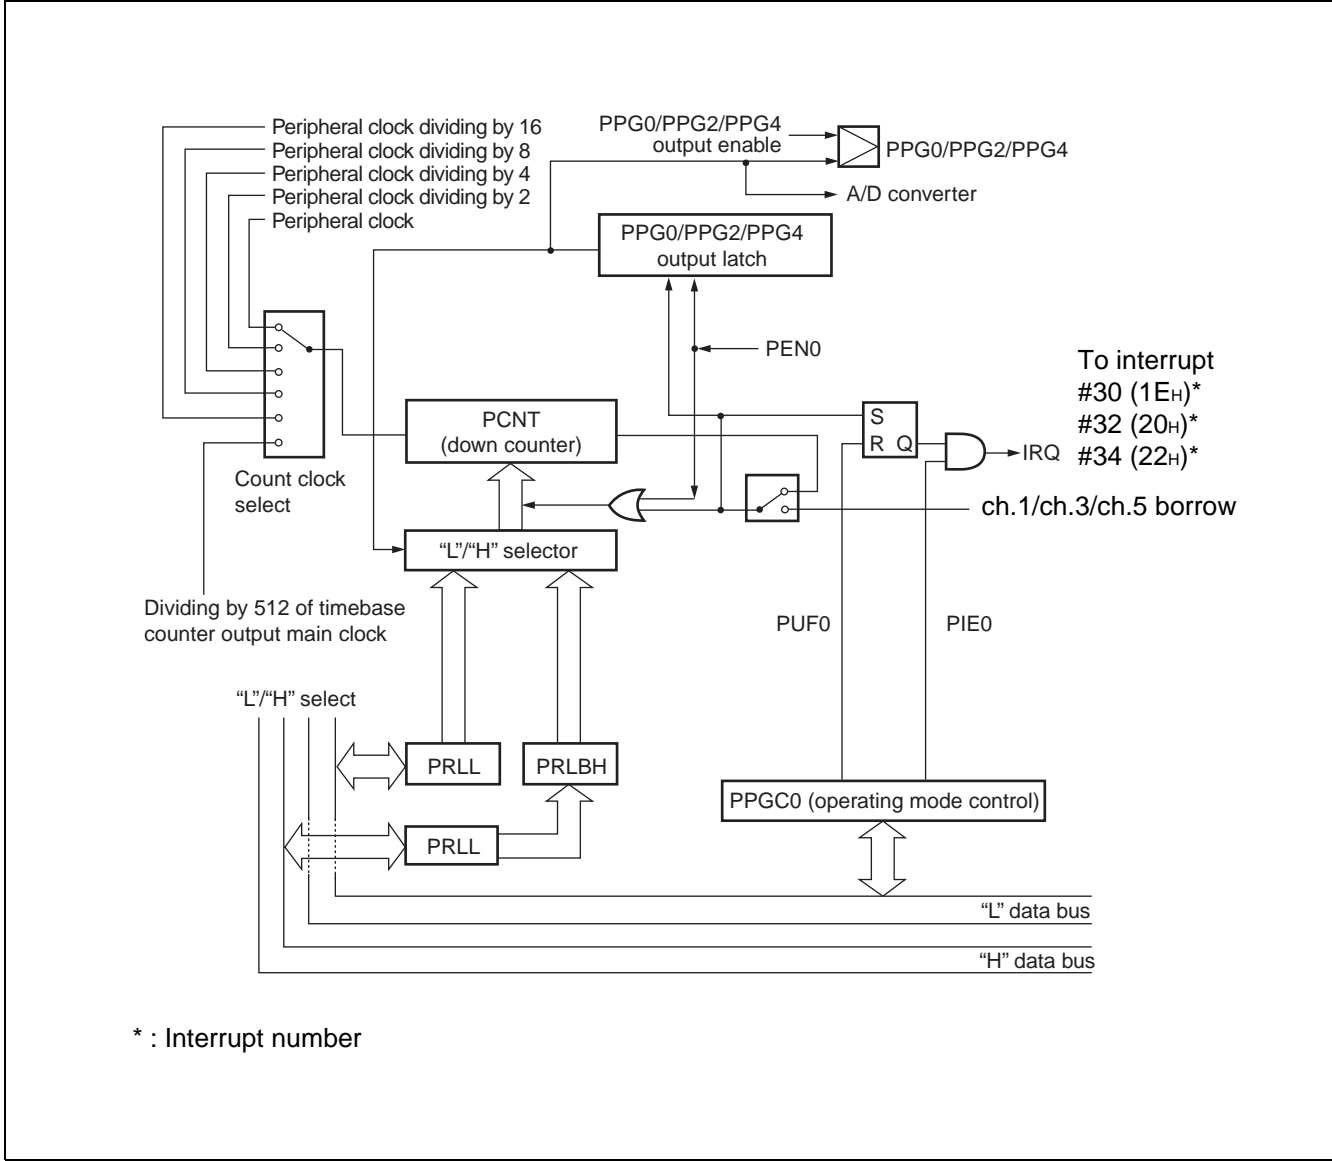 Peripheral clock dividing by 16
Peripheral clock dividing by 8
Peripheral clock dividing by 4
Peripheral clock dividing by 2
Peripheral clock
PPG0/PPG2/PPG4
output enable
PPG0/PPG2/PPG4
A/D converter
PPG0/PPG2/PPG4
output latch
PEN0
To interrupt
#30 (1EH)*
#32 (20H)*
#34 (22H)*
PCNT
(down counter)
S
R Q
IRQ
Count clock
select
ch.1/ch.3/ch.5 borrow
“L”/“H” selector
Dividing by 512 of timebase
counter output main clock
PUF0
PIE0
“L”/“H” select
PRLL
PRLBH
PPGC0 (operating mode control)
PRLL
“L” data bus
“H” data bus
* : Interrupt number